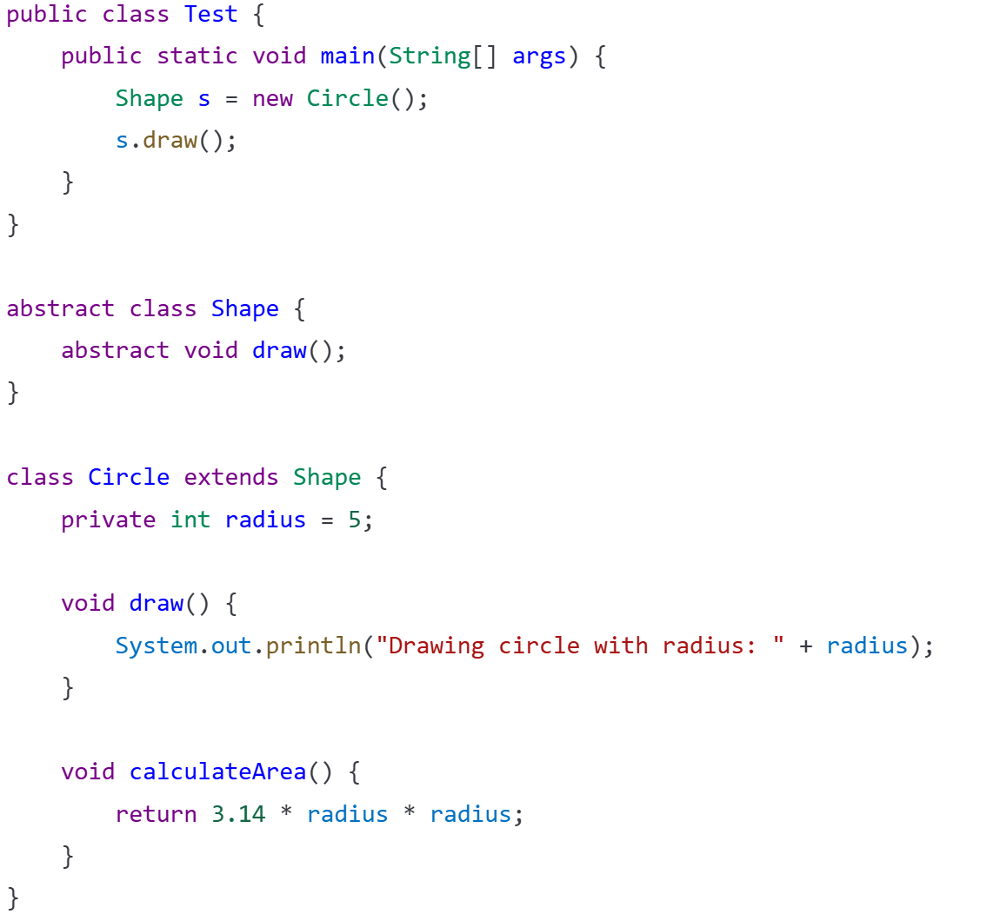 public class Test {
    public static void main(String[] args) {
        Shape s = new Circle();
        s.draw();
    }
}

abstract class Shape {
    abstract void draw();
}

class Circle extends Shape {
    private int radius = 5;

    void draw() {
        System.out.println("Drawing circle with radius: " + radius);
    }

    void calculateArea() {
        return 3.14 * radius * radius;
    }
}